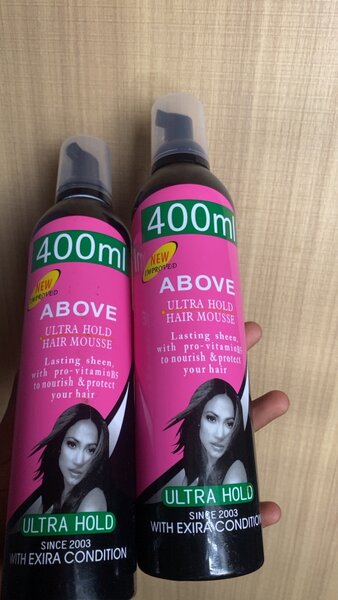 400ml
NEW
IMPROVED
ABOVE
ULTRA HOLD
HAIR MOUSSE
Lasting sheen,
with pro-vitaminB5
to nourish & protect
your hair
ULTRA HOLD
SINCE 2003
WITH EXIRA CONDITION
400ml
NEW
IMPROVED
ABOVE
ULTRA HOLD
HAIR MOUSSE
Lasting sheen,
with pro-vitaminB5
to nourish & protect
your hair
ULTRA HOLD
SINCE 2003
WITH EXIRA CONDITION